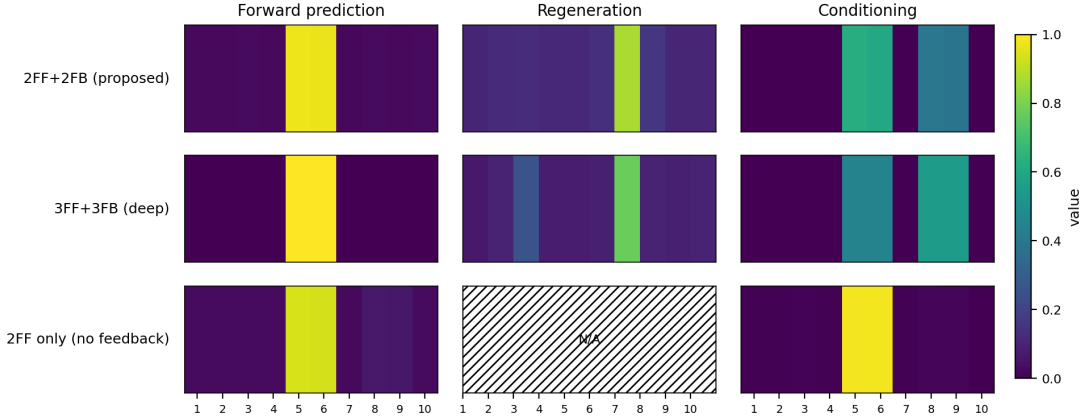 Forward prediction Regeneration Conditioning
2FF+2FB (proposed)
3FF+3FB (deep)
2FF only (no feedback)
N/A
1 2 3 4 5 6 7 8 9 10
1 2 3 4 5 6 7 8 9 10
1 2 3 4 5 6 7 8 9 10
1.0
0.8
0.6
0.4
0.2
0.0
value